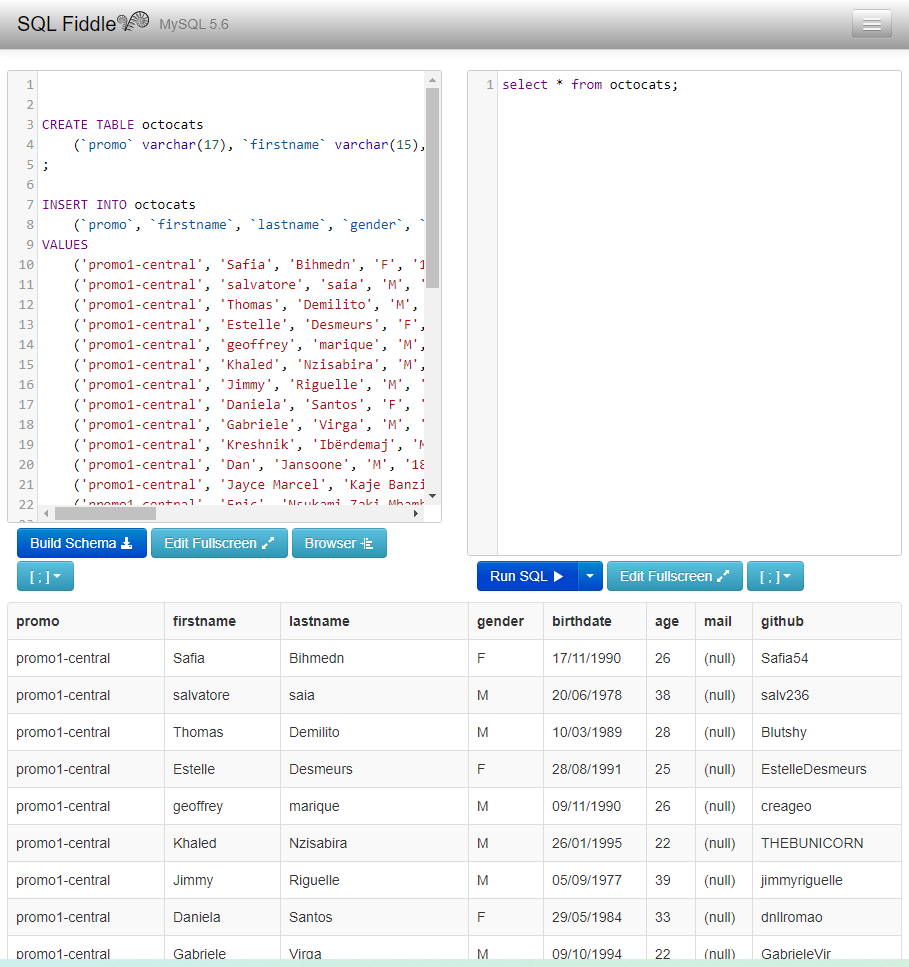 SQL Fiddle MySQL 5.6
1
2
3 CREATE TABLE octocats
4 (`promo` varchar(17), `firstname` varchar(15),
5 ;
6
7 INSERT INTO octocats
8 (`promo`, `firstname`, `lastname`, `gender`, `
9 VALUES
10 ('promo1-central', 'Safia', 'Bihmedn', 'F', '1
11 ('promo1-central', 'salvatore', 'saia', 'M', '
12 ('promo1-central', 'Thomas', 'Demilito', 'M',
13 ('promo1-central', 'Estelle', 'Desmeurs', 'F',
14 ('promo1-central', 'geoffrey', 'marique', 'M',
15 ('promo1-central', 'Khaled', 'Nzisabira', 'M',
16 ('promo1-central', 'Jimmy', 'Riguelle', 'M', '
17 ('promo1-central', 'Daniela', 'Santos', 'F', '
18 ('promo1-central', 'Gabriele', 'Virga', 'M', '
19 ('promo1-central', 'Kreshnik', 'Ibërdemaj', 'M
20 ('promo1-central', 'Dan', 'Jansoone', 'M', '18
21 ('promo1-central', 'Jayce Marcel', 'Kaje Banzi
22 ('promo1-central', 'Eric', 'Nsukami Zaki Mbamb
1 select * from octocats;
Build Schema Edit Fullscreen Browser
[ ; ]
Run SQL Edit Fullscreen [ ; ]
promo firstname lastname gender birthdate age mail github
promo1-central Safia Bihmedn F 17/11/1990 26 (null) Safia54
promo1-central salvatore saia M 20/06/1978 38 (null) salv236
promo1-central Thomas Demilito M 10/03/1989 28 (null) Blutshy
promo1-central Estelle Desmeurs F 28/08/1991 25 (null) EstelleDesmeurs
promo1-central geoffrey marique M 09/11/1990 26 (null) creageo
promo1-central Khaled Nzisabira M 26/01/1995 22 (null) THEBUNICORN
promo1-central Jimmy Riguelle M 05/09/1977 39 (null) jimmyriguelle
promo1-central Daniela Santos F 29/05/1984 33 (null) dnllromao
promo1-central Gabriele Virga M 09/10/1994 22 (null) GabrieleVir